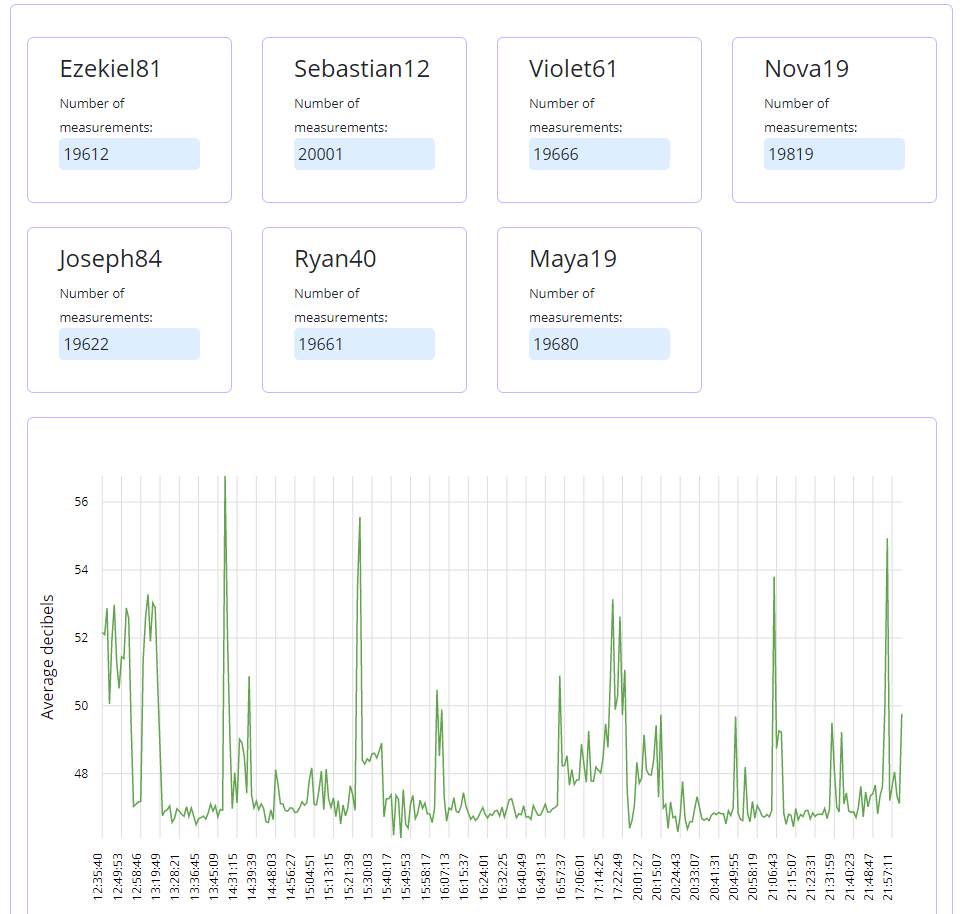 Ezekiel81
Number of
measurements:
19612
Sebastian12
Number of
measurements:
20001
Violet61
Number of
measurements:
19666
Nova19
Number of
measurements:
19819
Joseph84
Number of
measurements:
19622
Ryan40
Number of
measurements:
19661
Maya19
Number of
measurements:
19680
Average decibels
56
54
52
50
48
12:35:40
12:49:53
12:58:46
13:19:49
13:28:21
13:36:45
13:45:09
14:31:15
14:39:39
14:48:03
14:56:27
15:04:51
15:13:15
15:21:39
15:30:03
15:40:17
15:49:53
15:58:17
16:07:13
16:15:37
16:24:01
16:32:25
16:40:49
16:49:13
16:57:37
17:06:01
17:14:25
17:22:49
20:01:27
20:15:07
20:24:43
20:33:07
20:41:31
20:49:55
20:58:19
21:06:43
21:15:07
21:23:31
21:31:59
21:40:23
21:48:47
21:57:11